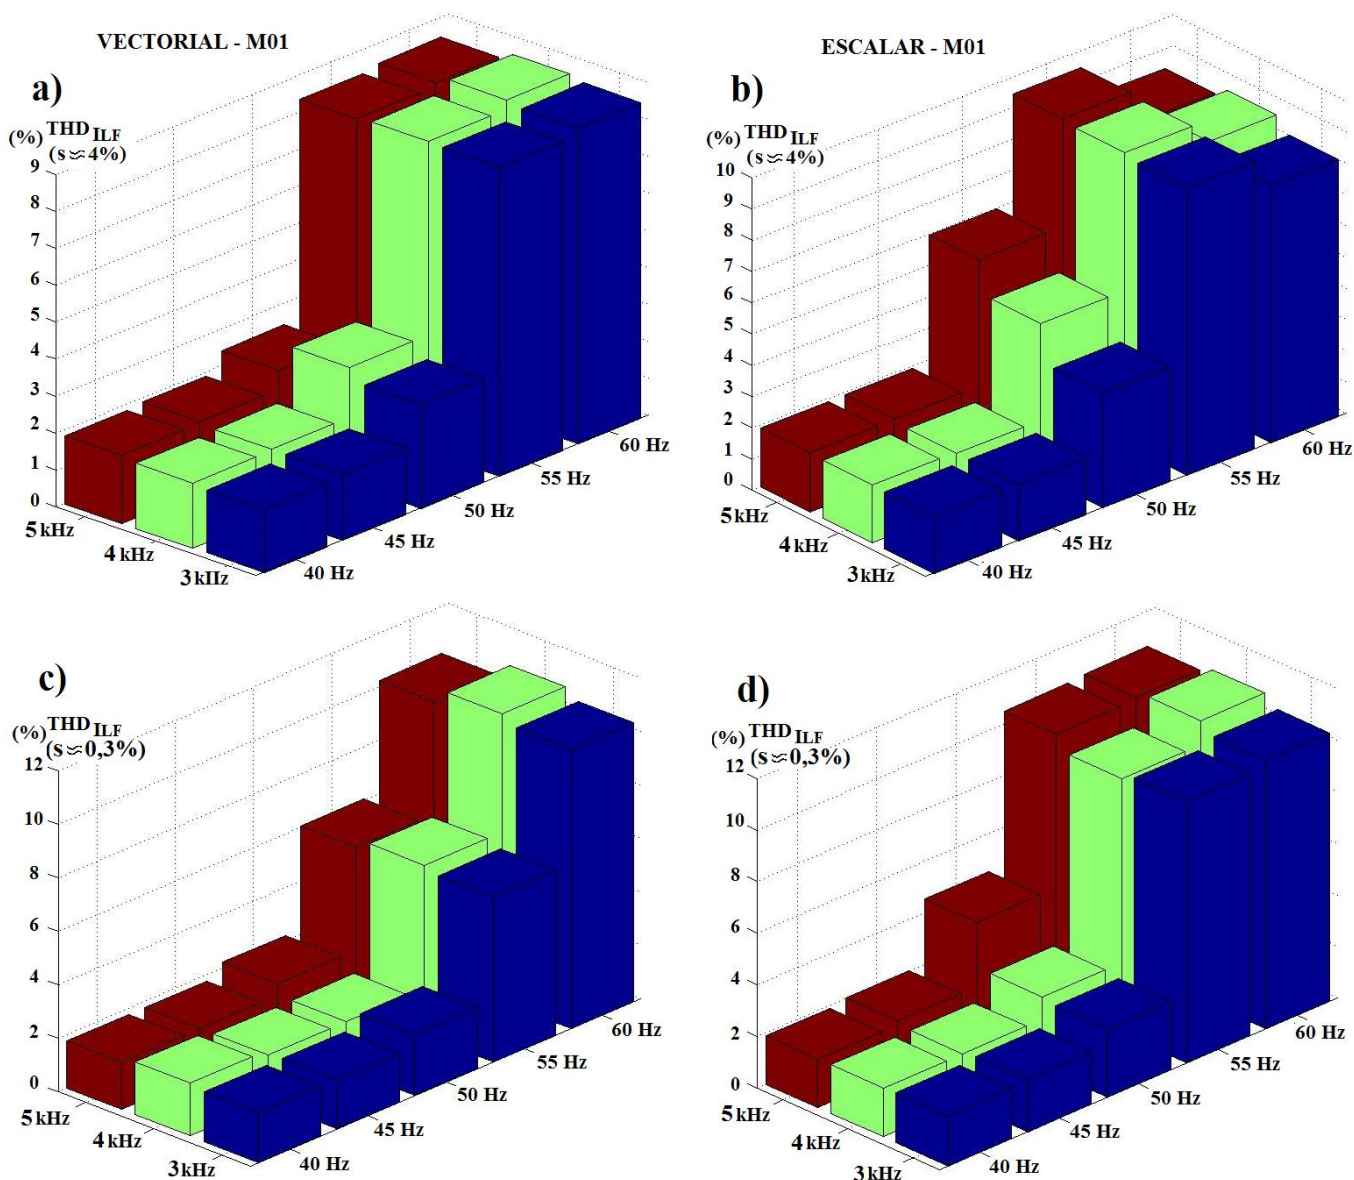 VECTORIAL - M01
a)
(%) THD ILF
(s≈4%)
9
8
7
6
5
4
3
2
1
0
5 kHz
4 kHz
3 kHz
40 Hz
45 Hz
50 Hz
55 Hz
60 Hz
ESCALAR - M01
b)
(%) THD ILF
(s≈4%)
10
9
8
7
6
5
4
3
2
1
0
5 kHz
4 kHz
3 kHz
40 Hz
45 Hz
50 Hz
55 Hz
60 Hz
c)
(%) THD ILF
(s≈0,3%)
12
10
8
6
4
2
0
5 kHz
4 kHz
3 kHz
40 Hz
45 Hz
50 Hz
55 Hz
60 Hz
d)
(%) THD ILF
(s≈0,3%)
12
10
8
6
4
2
0
5 kHz
4 kHz
3 kHz
40 Hz
45 Hz
50 Hz
55 Hz
60 Hz